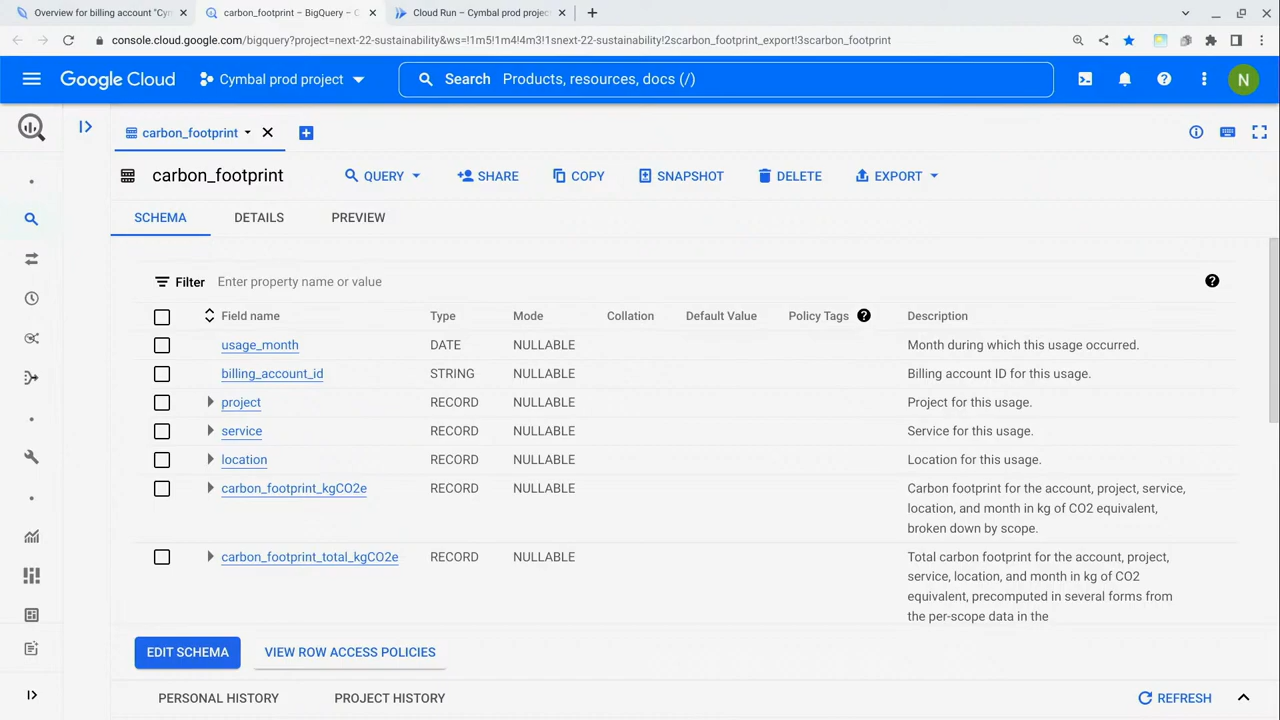 Overview for billing account "Cyn
carbon_footprint – BigQuery – C
Cloud Run – Cymbal prod projec
console.cloud.google.com/bigquery?project=next-22-sustainability&ws=!1m5!1m4!4m3!1snext-22-sustainability!2scarbon_footprint_export!3scarbon_footprint
Google Cloud
Cymbal prod project
Search Products, resources, docs (/)
N
carbon_footprint
carbon_footprint
QUERY
SHARE
COPY
SNAPSHOT
DELETE
EXPORT
SCHEMA
DETAILS
PREVIEW
Filter Enter property name or value
Field name Type Mode Collation Default Value Policy Tags Description
usage_month DATE NULLABLE Month during which this usage occurred.
billing_account_id STRING NULLABLE Billing account ID for this usage.
project RECORD NULLABLE Project for this usage.
service RECORD NULLABLE Service for this usage.
location RECORD NULLABLE Location for this usage.
carbon_footprint_kgCO2e RECORD NULLABLE Carbon footprint for the account, project, service,
location, and month in kg of CO2 equivalent,
broken down by scope.
carbon_footprint_total_kgCO2e RECORD NULLABLE Total carbon footprint for the account, project,
service, location, and month in kg of CO2
equivalent, precomputed in several forms from
the per-scope data in the
EDIT SCHEMA
VIEW ROW ACCESS POLICIES
PERSONAL HISTORY
PROJECT HISTORY
REFRESH